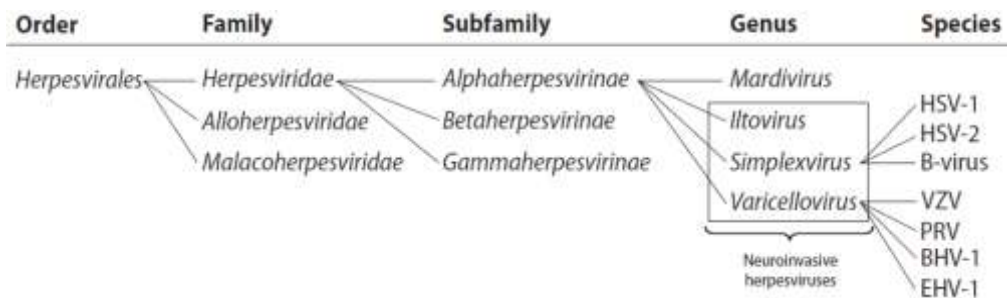 Order Family Subfamily Genus Species
Herpesvirales Herpesviridae Alphaherpesvirinae Mardivirus
HSV-1
Alloherpesviridae Betaherpesvirinae Iltovirus
HSV-2
Malacoherpesviridae Gammaherpesvirinae Simplexvirus B-virus
Varicellovirus VZV
PRV
Neuroinvasive
herpesviruses
BHV-1
EHV-1